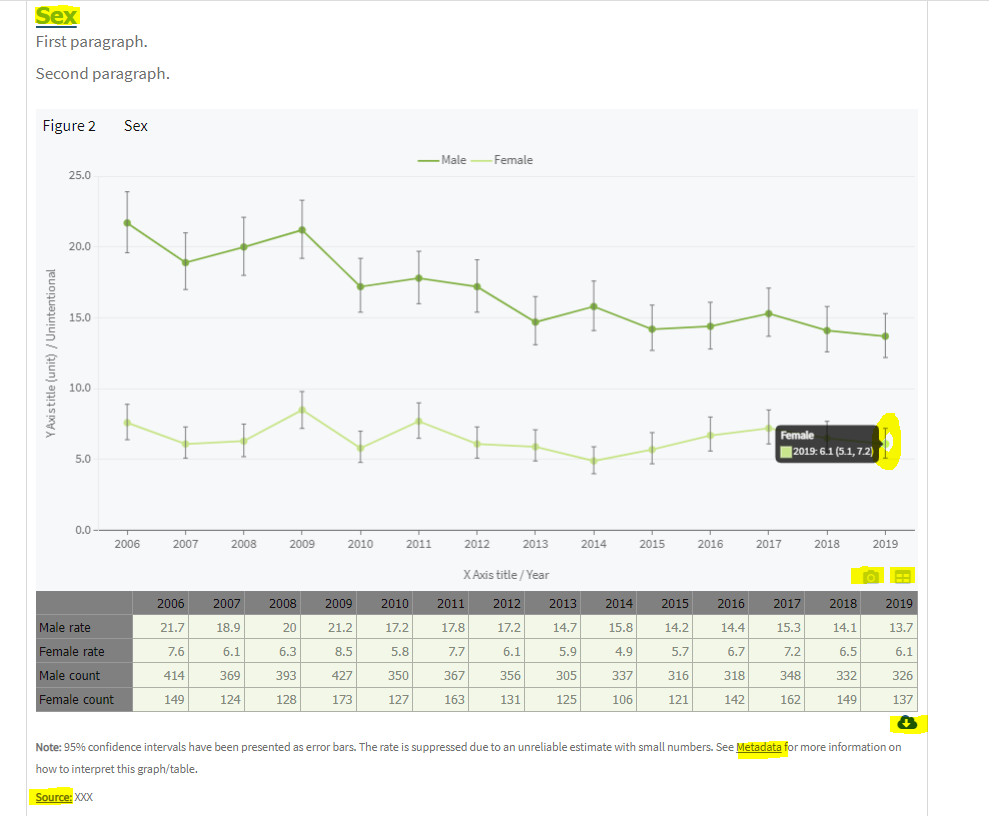 Sex
First paragraph.
Second paragraph.
Figure 2 Sex
Male Female
25.0
20.0
15.0
10.0
5.0
0.0
Y Axis title (unit) / Unintentional
Female
2019: 6.1 (5.1, 7.2)
2006 2007 2008 2009 2010 2011 2012 2013 2014 2015 2016 2017 2018 2019
X Axis title / Year
2006 2007 2008 2009 2010 2011 2012 2013 2014 2015 2016 2017 2018 2019
Male rate 21.7 18.9 20 21.2 17.2 17.8 17.2 14.7 15.8 14.2 14.4 15.3 14.1 13.7
Female rate 7.6 6.1 6.3 8.5 5.8 7.7 6.1 5.9 4.9 5.7 6.7 7.2 6.5 6.1
Male count 414 369 393 427 350 367 356 305 337 316 318 348 332 326
Female count 149 124 128 173 127 163 131 125 106 121 142 162 149 137
Note: 95% confidence intervals have been presented as error bars. The rate is suppressed due to an unreliable estimate with small numbers. See Metadata for more information on
how to interpret this graph/table.
Source: XXX